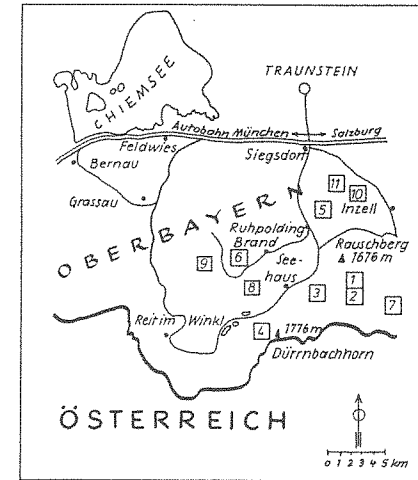 CHIEMSEE
TRAUNSTEIN
Autobahn München ← → Salzburg
Feldwies
Bernau
Siegsdorf
Grassau
11
10
5
Inzell
OBERBAYERN
Ruhpolding
Brand
Rauschberg
▲ 1676 m
9
6
See-
haus
8
3
1
2
7
Reit im Winkl
4
▲ 1776 m
Dürrnbachhorn
ÖSTERREICH
0 1 2 3 4 5 km